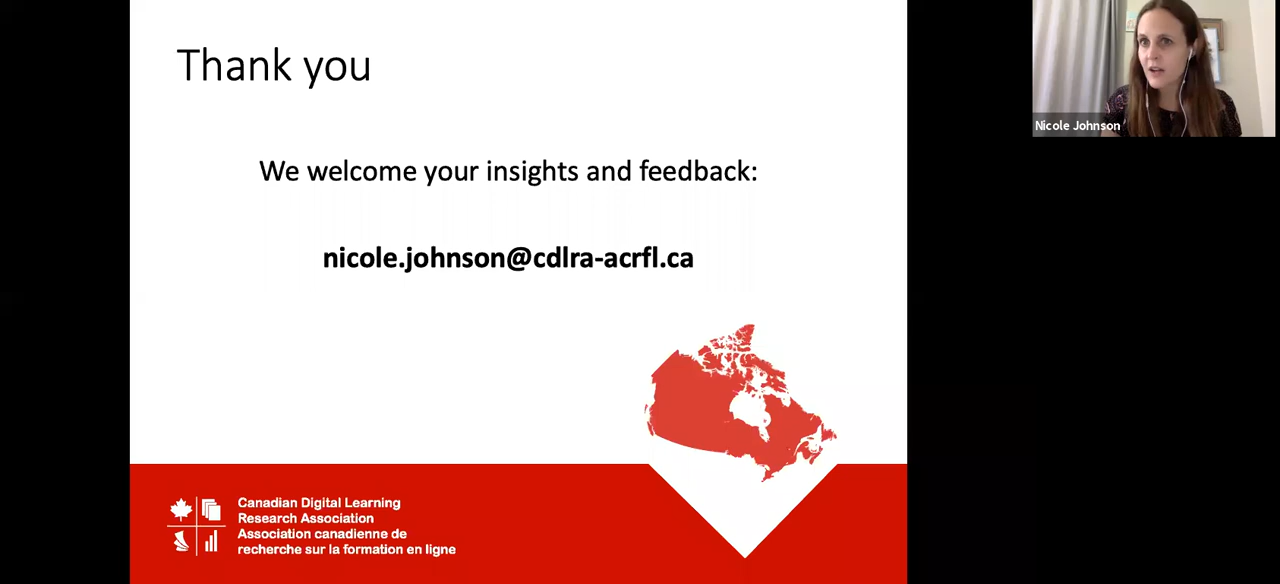 Thank you
We welcome your insights and feedback:
nicole.johnson@cdlra-acrfl.ca
Nicole Johnson
Canadian Digital Learning
Research Association
Association canadienne de
recherche sur la formation en ligne